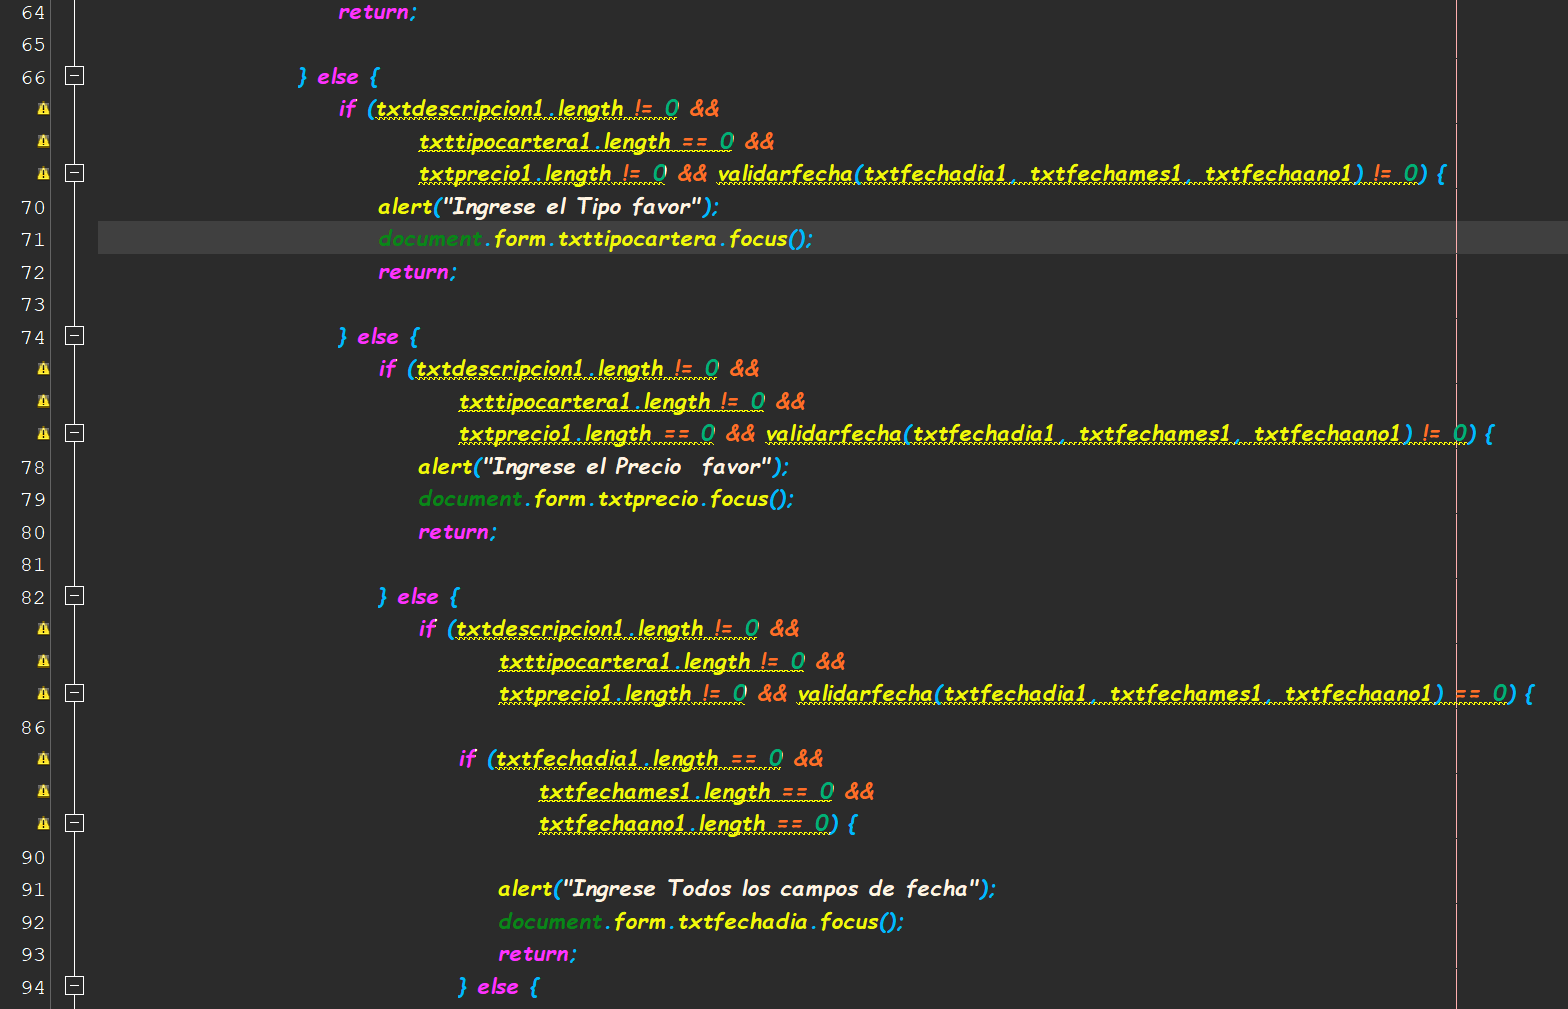 64 return;
65
66 } else {
if (txtdescripcion1.length != 0 &&
txttipocartera1.length == 0 &&
txtprecio1.length != 0 && validarfecha(txtfechadia1, txtfechames1, txtfechaano1) != 0) {
70 alert("Ingrese el Tipo favor");
71 document.form.txttipocartera.focus();
72 return;
73
74 } else {
if (txtdescripcion1.length != 0 &&
txttipocartera1.length != 0 &&
txtprecio1.length == 0 && validarfecha(txtfechadia1, txtfechames1, txtfechaano1) != 0) {
78 alert("Ingrese el Precio  favor");
79 document.form.txtprecio.focus();
80 return;
81
82 } else {
if (txtdescripcion1.length != 0 &&
txttipocartera1.length != 0 &&
txtprecio1.length != 0 && validarfecha(txtfechadia1, txtfechames1, txtfechaano1) == 0) {
86
if (txtfechadia1.length == 0 &&
txtfechames1.length == 0 &&
txtfechaano1.length == 0) {
90
91 alert("Ingrese Todos los campos de fecha");
92 document.form.txtfechadia.focus();
93 return;
94 } else {